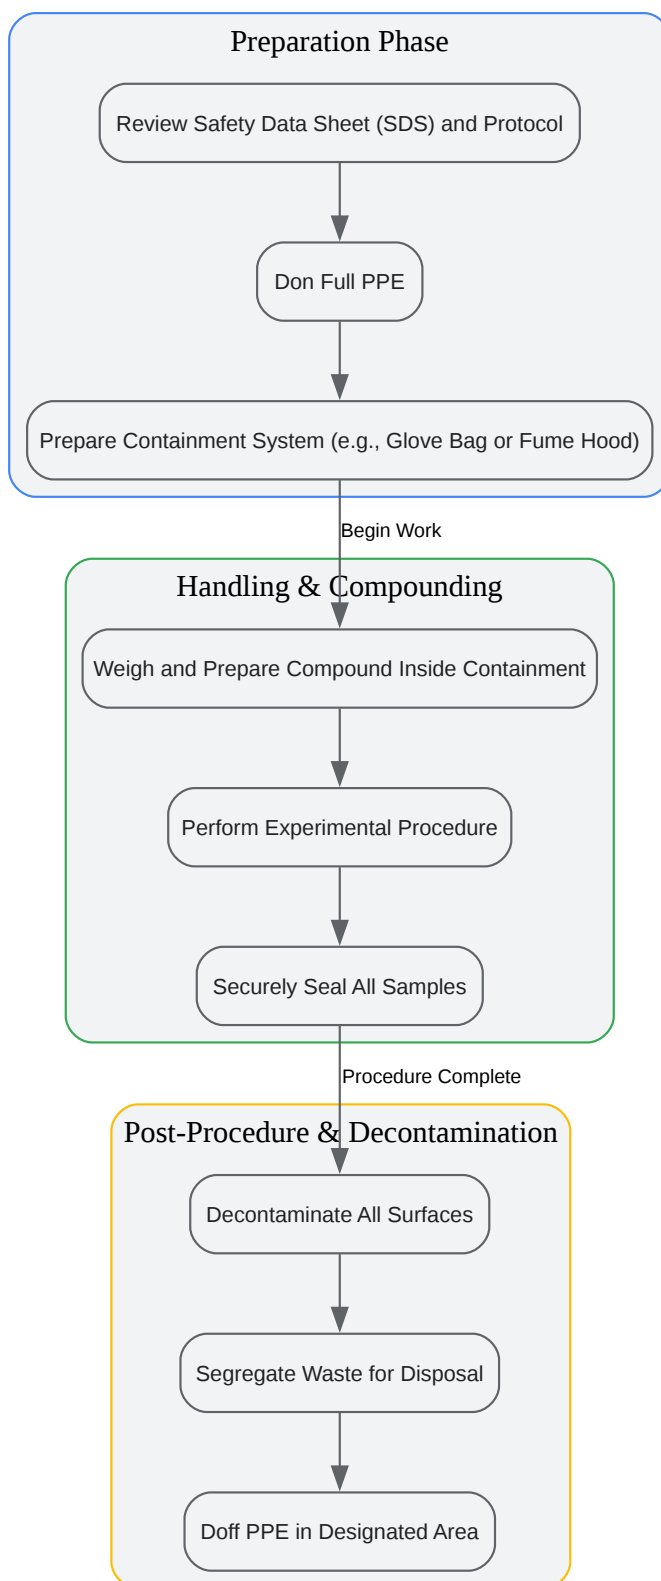 Preparation Phase
Review Safety Data Sheet (SDS) and Protocol
Don Full PPE
Prepare Containment System (e.g., Glove Bag or Fume Hood)
Begin Work
Handling & Compounding
Weigh and Prepare Compound Inside Containment
Perform Experimental Procedure
Securely Seal All Samples
Procedure Complete
Post-Procedure & Decontamination
Decontaminate All Surfaces
Segregate Waste for Disposal
Doff PPE in Designated Area